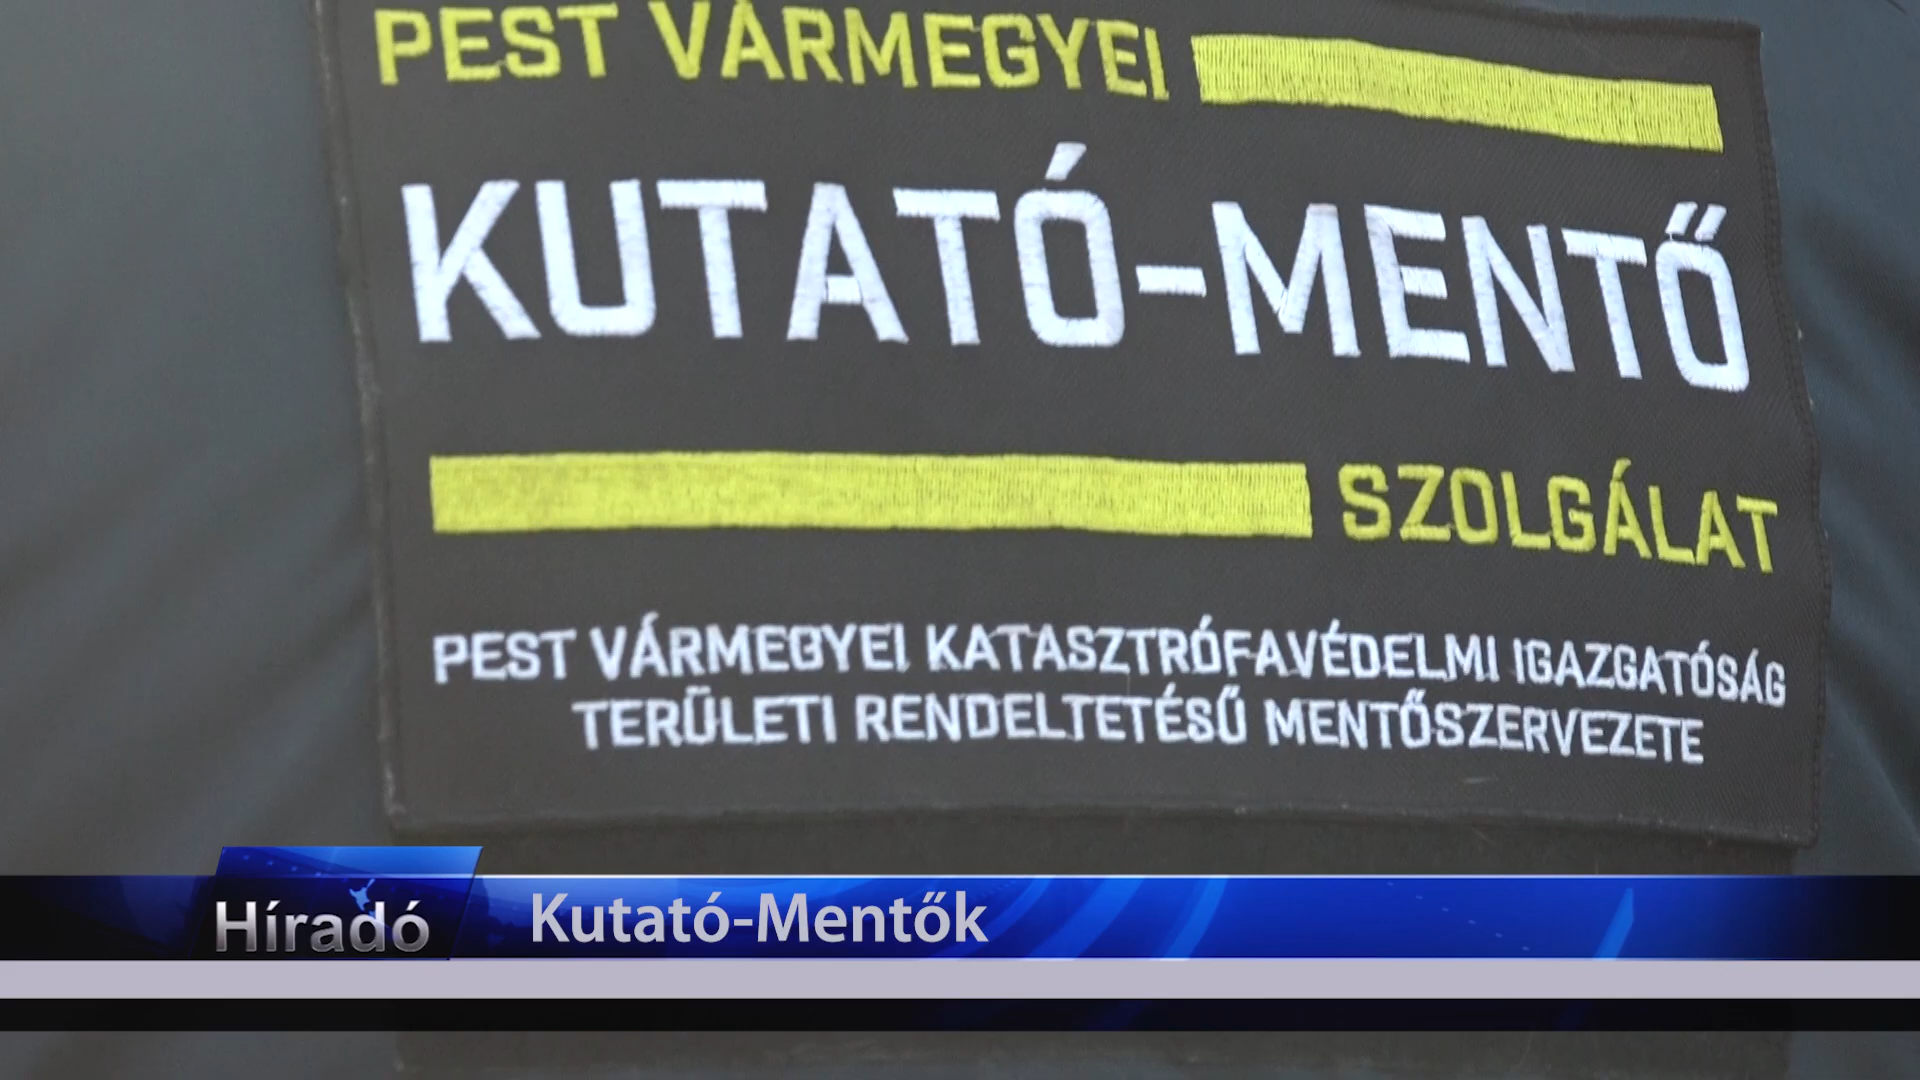 PEST VÁRMEGYEI
KUTATÓ-MENTŐ
SZOLGÁLAT
PEST VÁRMEGYEI KATASZTRÓFAVÉDELMI IGAZGATÓSÁG
TERÜLETI RENDELTETÉSŰ MENTŐSZERVEZETE
Híradó
Kutató-Mentők